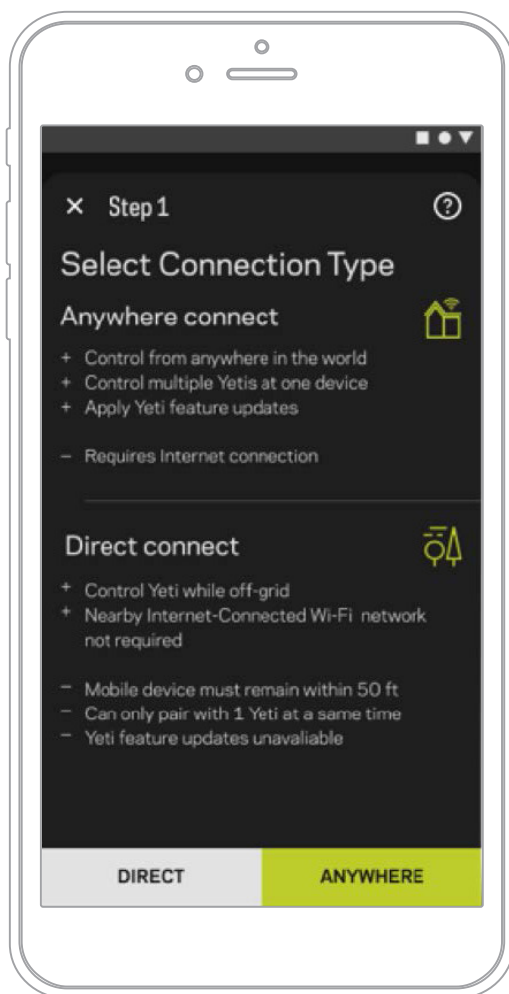 × Step 1 ?
Select Connection Type
Anywhere connect
+ Control from anywhere in the world
+ Control multiple Yetis at one device
+ Apply Yeti feature updates
– Requires Internet connection
Direct connect
+ Control Yeti while off-grid
+ Nearby Internet-Connected Wi-Fi network
not required
– Mobile device must remain within 50 ft
– Can only pair with 1 Yeti at a same time
– Yeti feature updates unavaliable
DIRECT ANYWHERE